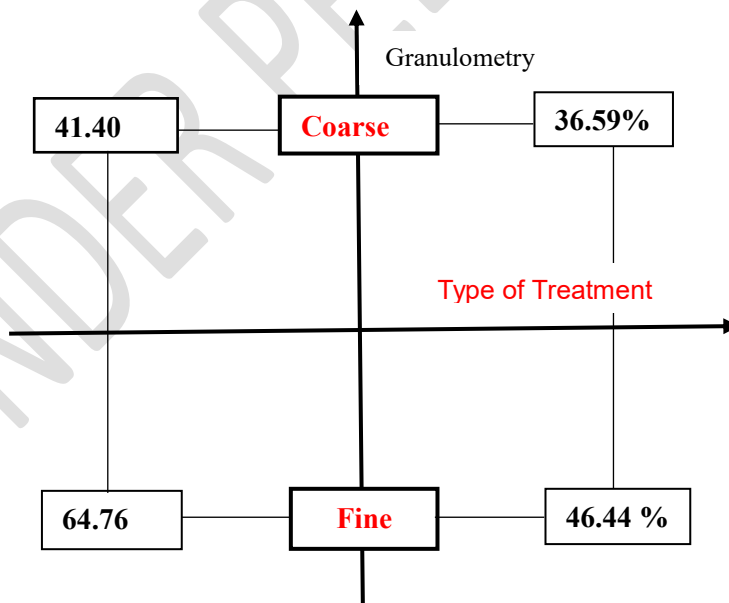 Granulometry
41.40 Coarse 36.59%
Type of Treatment
64.76 Fine 46.44 %